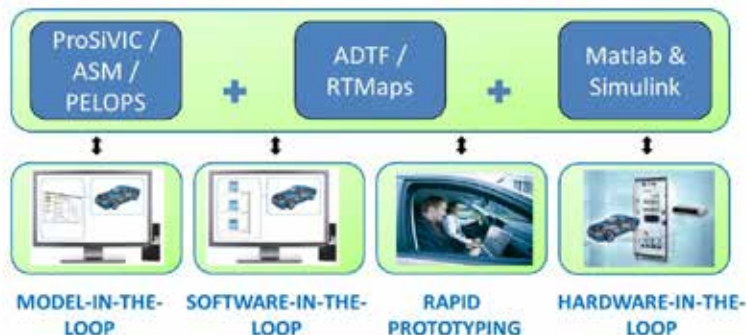 ProSiVIC /
ASM /
PELOPS
+
ADTF /
RTMaps
+
Matlab &
Simulink
MODEL-IN-THE-
LOOP
SOFTWARE-IN-THE-
LOOP
RAPID
PROTOTYPING
HARDWARE-IN-THE-
LOOP